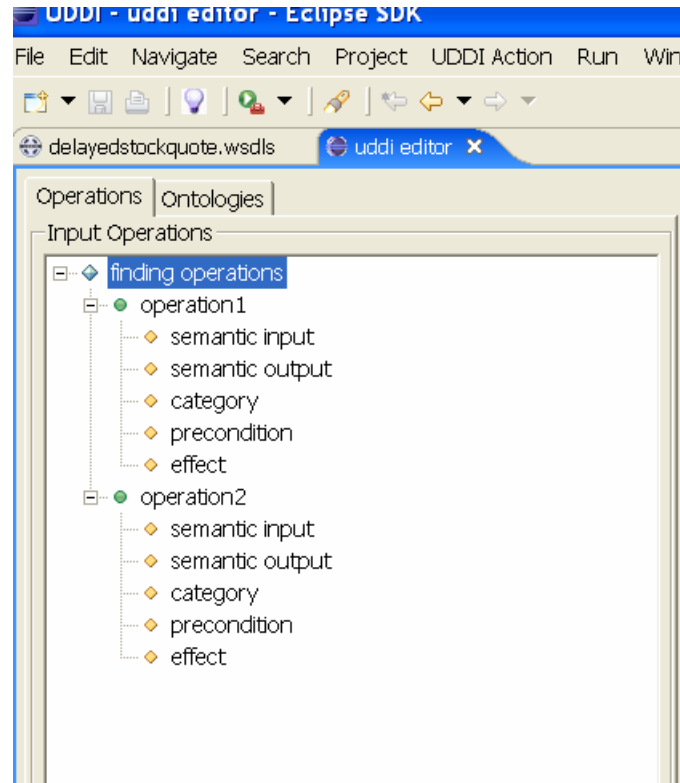 UDDI - uddi editor - Eclipse SDK
File Edit Navigate Search Project UDDI Action Run Win
delayedstockquote.wsdls uddi editor
Operations Ontologies
Input Operations
finding operations
operation1
semantic input
semantic output
category
precondition
effect
operation2
semantic input
semantic output
category
precondition
effect